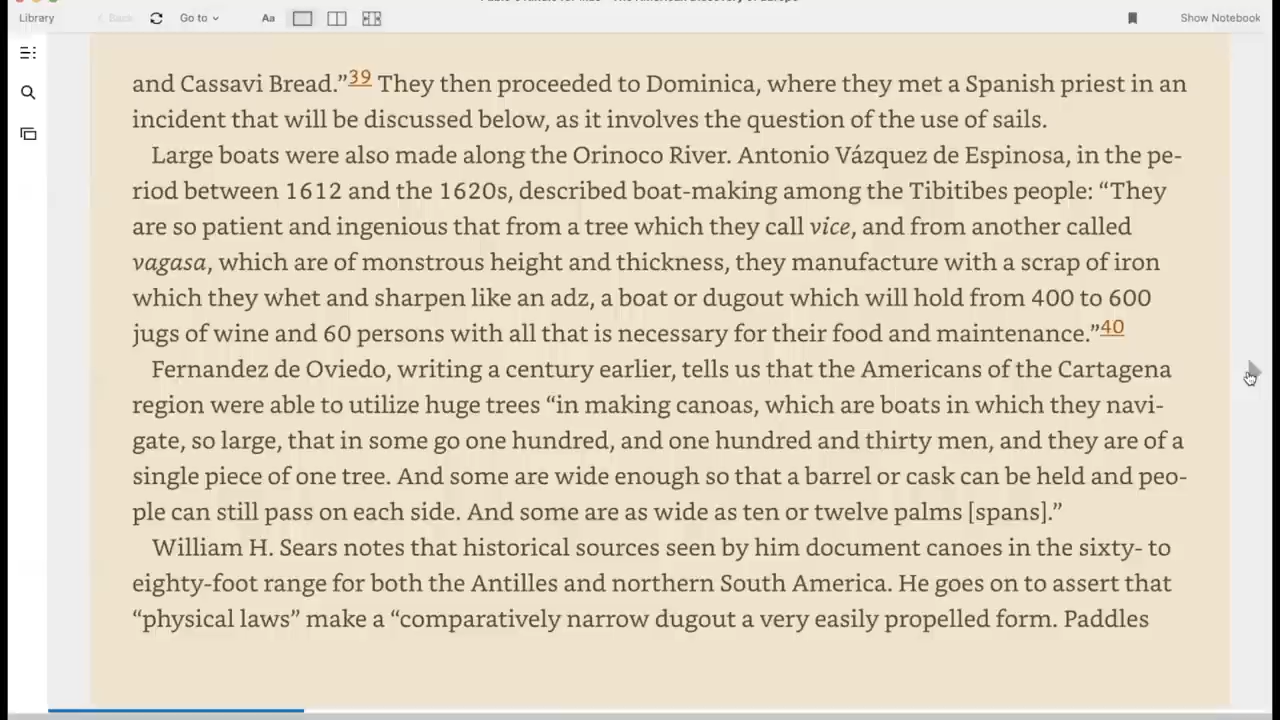 Library
Back
Go to
Aa
Show Notebook
and Cassavi Bread.”39 They then proceeded to Dominica, where they met a Spanish priest in an
incident that will be discussed below, as it involves the question of the use of sails.
Large boats were also made along the Orinoco River. Antonio Vázquez de Espinosa, in the pe-
riod between 1612 and the 1620s, described boat-making among the Tibitibes people: “They
are so patient and ingenious that from a tree which they call vice, and from another called
vagasa, which are of monstrous height and thickness, they manufacture with a scrap of iron
which they whet and sharpen like an adz, a boat or dugout which will hold from 400 to 600
jugs of wine and 60 persons with all that is necessary for their food and maintenance.”40
Fernandez de Oviedo, writing a century earlier, tells us that the Americans of the Cartagena
region were able to utilize huge trees “in making canoas, which are boats in which they navi-
gate, so large, that in some go one hundred, and one hundred and thirty men, and they are of a
single piece of one tree. And some are wide enough so that a barrel or cask can be held and peo-
ple can still pass on each side. And some are as wide as ten or twelve palms [spans].”
William H. Sears notes that historical sources seen by him document canoes in the sixty- to
eighty-foot range for both the Antilles and northern South America. He goes on to assert that
“physical laws” make a “comparatively narrow dugout a very easily propelled form. Paddles